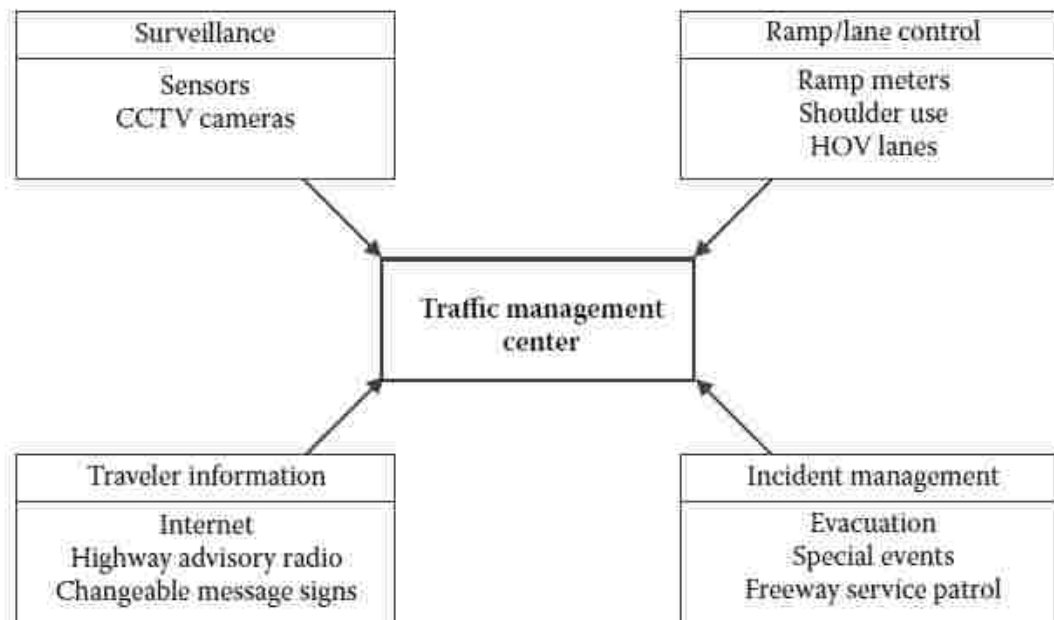 Surveillance
Sensors
CCTV cameras
Ramp/lane control
Ramp meters
Shoulder use
HOV lanes
Traffic management
center
Traveler information
Internet
Highway advisory radio
Changeable message signs
Incident management
Evacuation
Special events
Freeway service patrol